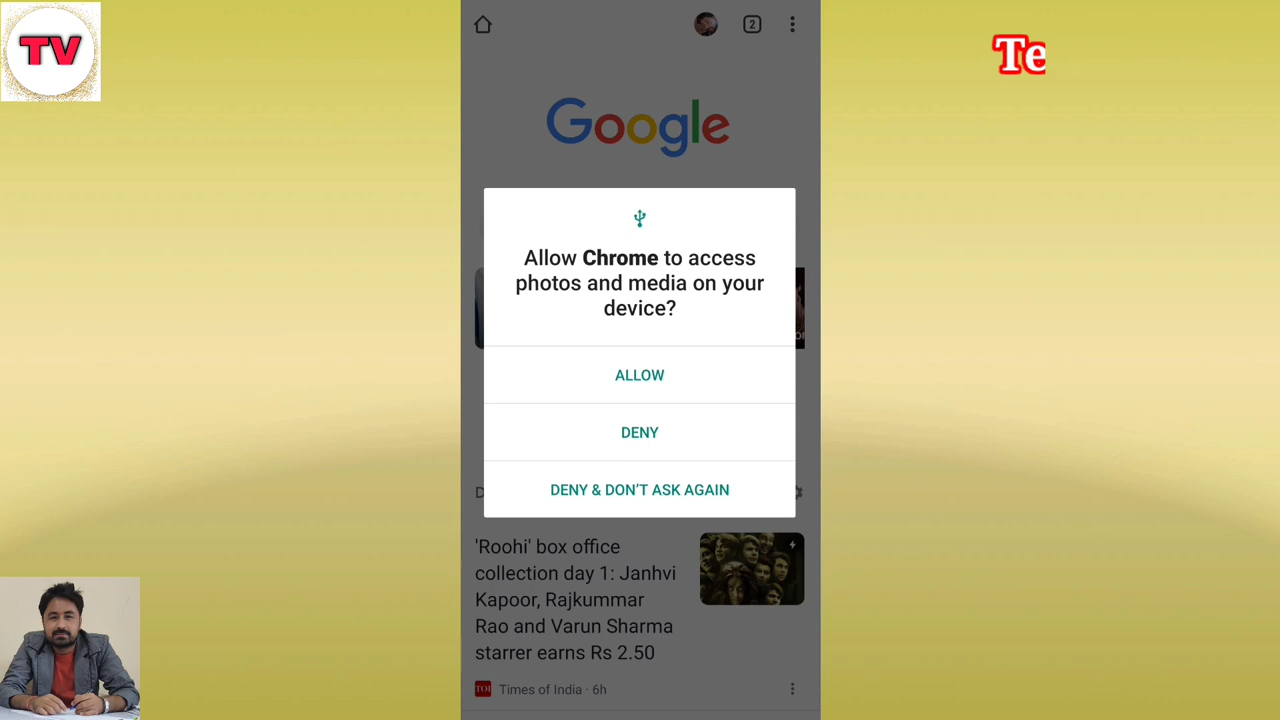 TV
Te
2
Google
Allow Chrome to access
photos and media on your
device?
ALLOW
DENY
DENY & DON'T ASK AGAIN
'Roohi' box office
collection day 1: Janhvi
Kapoor, Rajkummar
Rao and Varun Sharma
starrer earns Rs 2.50
TOI Times of India · 6h